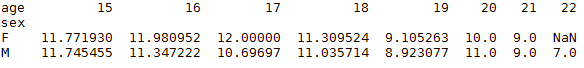 age 15 16 17 18 19 20 21 22
sex
F 11.771930 11.980952 12.00000 11.309524 9.105263 10.0 9.0 NaN
M 11.745455 11.347222 10.69697 11.035714 8.923077 11.0 9.0 7.0